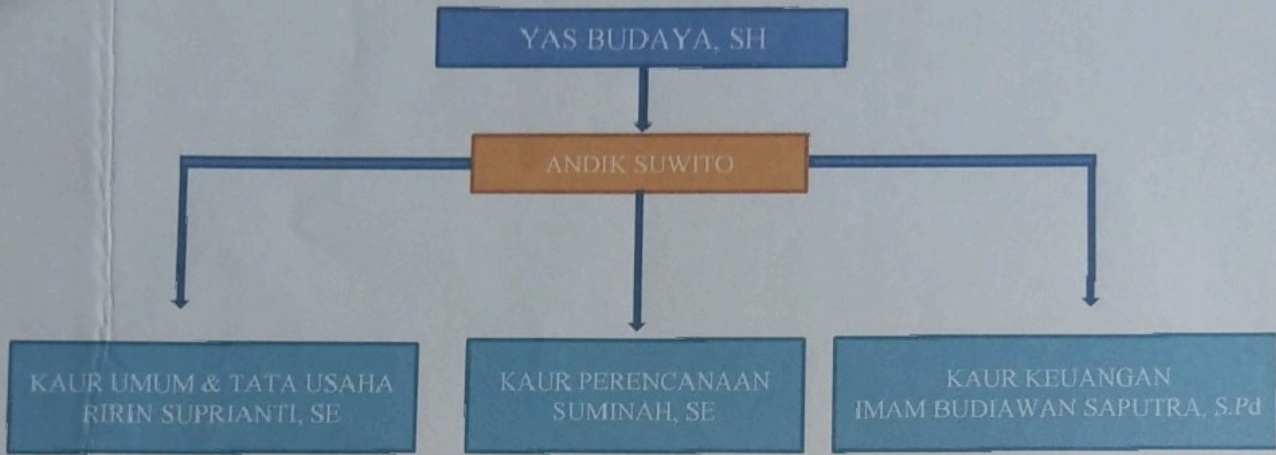 YAS BUDAYA, SH
ANDIK SUWITO
KAUR UMUM & TATA USAHA
RIRIN SUPRIANTI, SE
KAUR PERENCANAAN
SUMINAH, SE
KAUR KEUANGAN
IMAM BUDIAWAN SAPUTRA, S.Pd